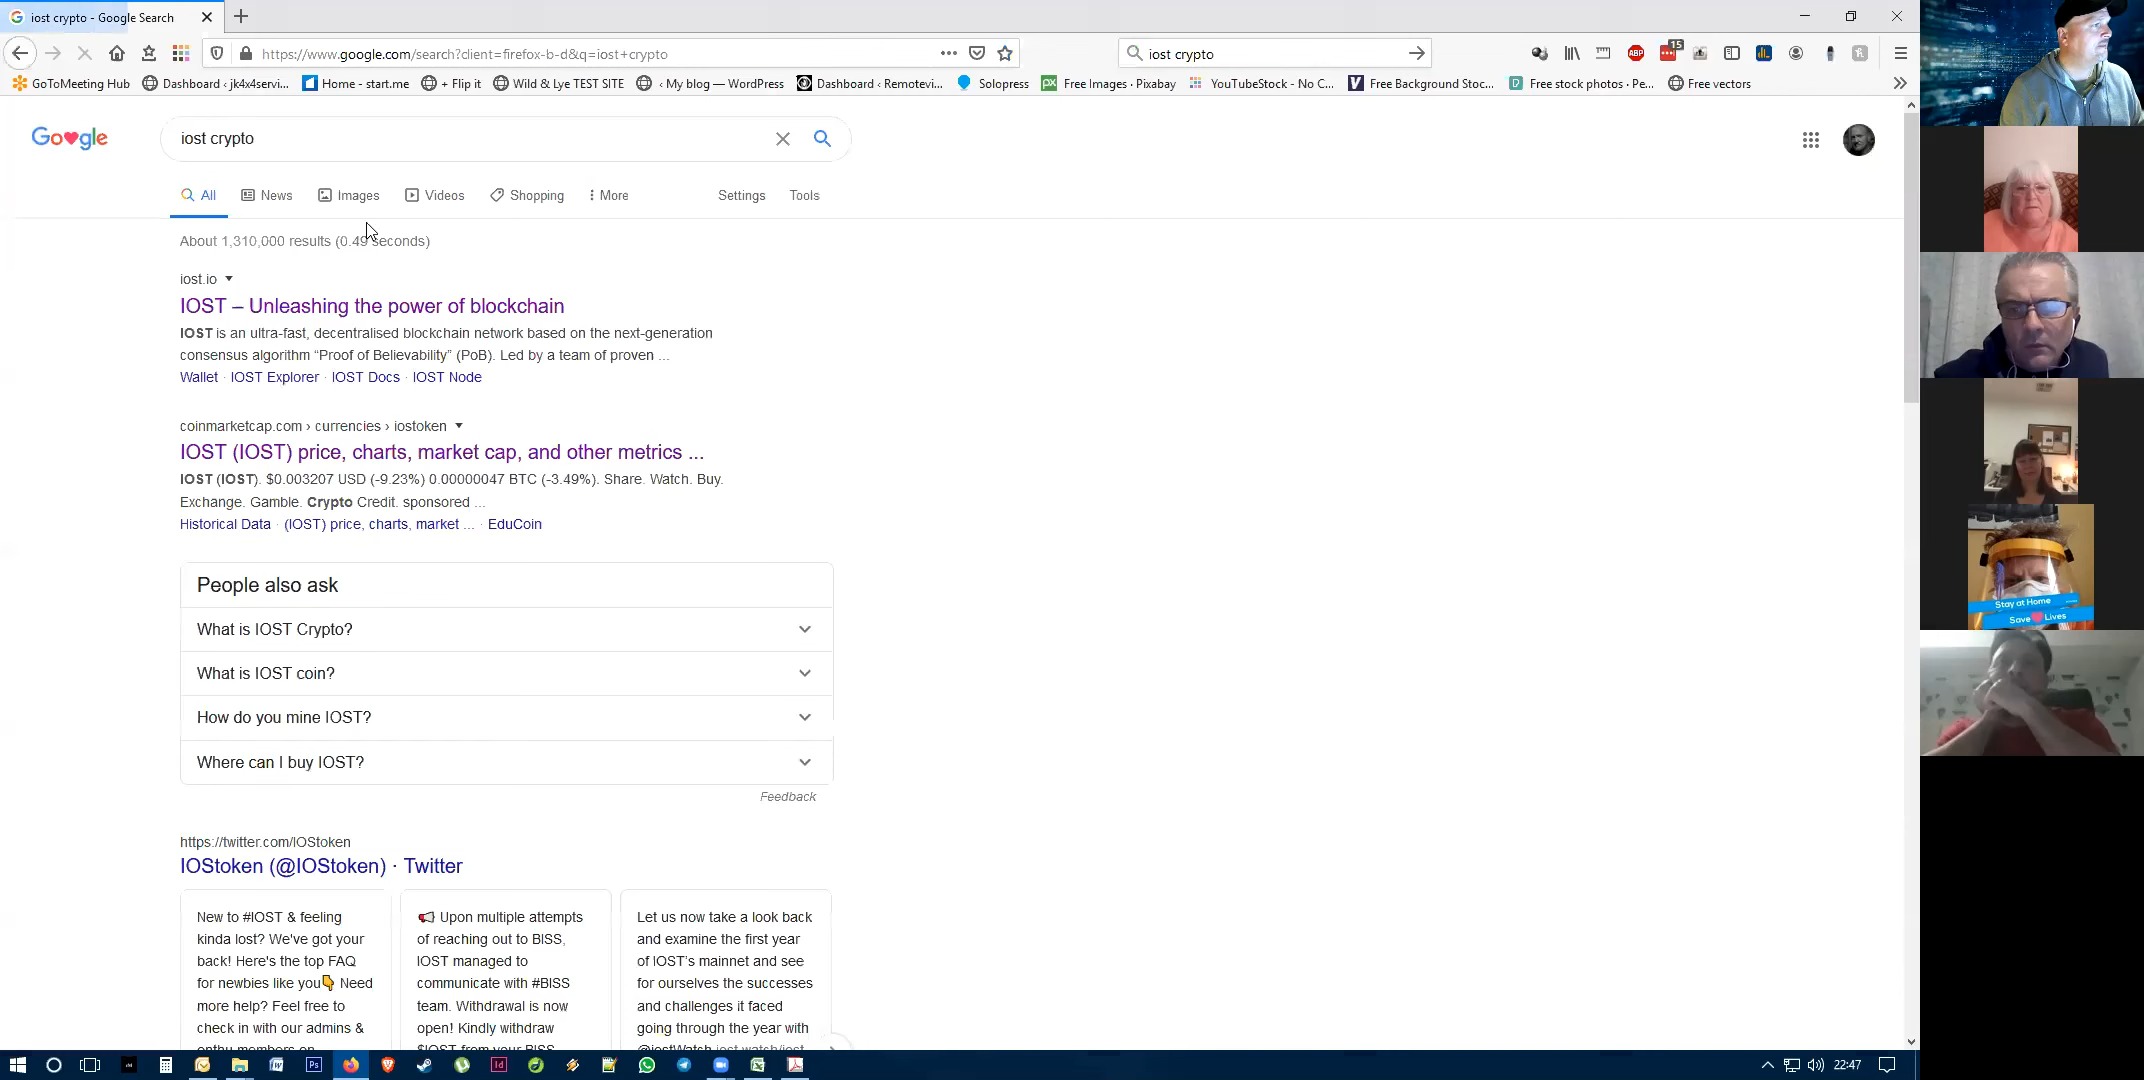 iost crypto - Google Search
https://www.google.com/search?client=firefox-b-d&q=iost+crypto
iost crypto
15
ABP
GoToMeeting Hub
Dashboard ‹ jk4x4servi...
Home - start.me
+ Flip it
Wild & Lye TEST SITE
‹ My blog — WordPress
Dashboard ‹ Remotevi...
Solopress
Free Images · Pixabay
YouTubeStock - No C...
Free Background Stoc...
Free stock photos · Pe...
Free vectors
Go❤gle
iost crypto
All
News
Images
Videos
Shopping
More
Settings
Tools
About 1,310,000 results (0.49 seconds)
iost.io
IOST – Unleashing the power of blockchain
IOST is an ultra-fast, decentralised blockchain network based on the next-generation
consensus algorithm “Proof of Believability” (PoB). Led by a team of proven ...
Wallet · IOST Explorer · IOST Docs · IOST Node
coinmarketcap.com › currencies › iostoken
IOST (IOST) price, charts, market cap, and other metrics ...
IOST (IOST). $0.003207 USD (-9.23%) 0.00000047 BTC (-3.49%). Share. Watch. Buy.
Exchange. Gamble. Crypto Credit. sponsored ...
Historical Data · (IOST) price, charts, market ... · EduCoin
People also ask
What is IOST Crypto?
What is IOST coin?
How do you mine IOST?
Where can I buy IOST?
Feedback
https://twitter.com/IOStoken
IOStoken (@IOStoken) · Twitter
New to #IOST & feeling
kinda lost? We've got your
back! Here's the top FAQ
for newbies like you👇 Need
more help? Feel free to
check in with our admins &
enthu members on
📢 Upon multiple attempts
of reaching out to BISS,
IOST managed to
communicate with #BISS
team. Withdrawal is now
open! Kindly withdraw
$IOST from your BISS
Let us now take a look back
and examine the first year
of IOST's mainnet and see
for ourselves the successes
and challenges it faced
going through the year with
@iostWatch iost.watch/iost
Stay at Home
Save❤Lives
Ps
Id
22:47